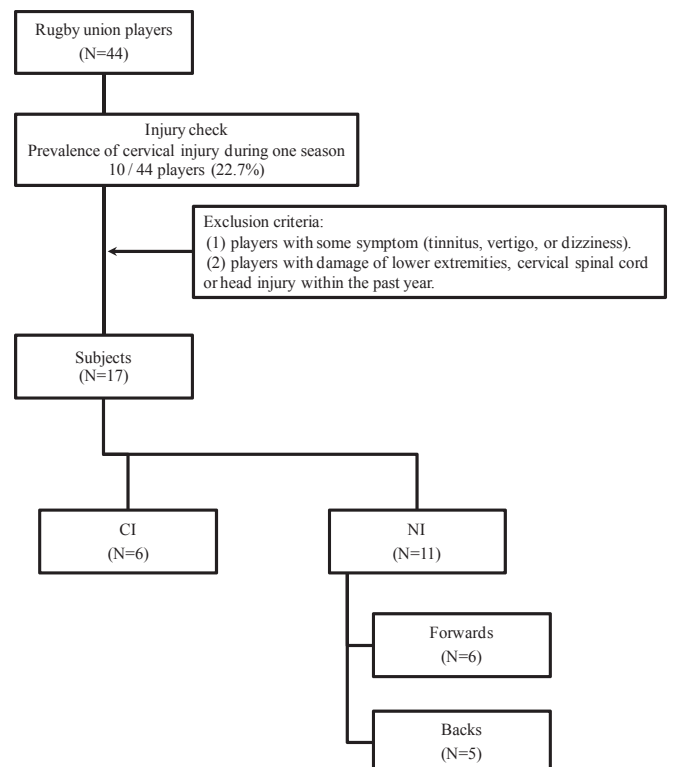 Rugby union players
(N=44)
Injury check
Prevalence of cervical injury during one season
10 / 44 players (22.7%)
Exclusion criteria:
(1) players with some symptom (tinnitus, vertigo, or dizziness).
(2) players with damage of lower extremities, cervical spinal cord
or head injury within the past year.
Subjects
(N=17)
CI
(N=6)
NI
(N=11)
Forwards
(N=6)
Backs
(N=5)